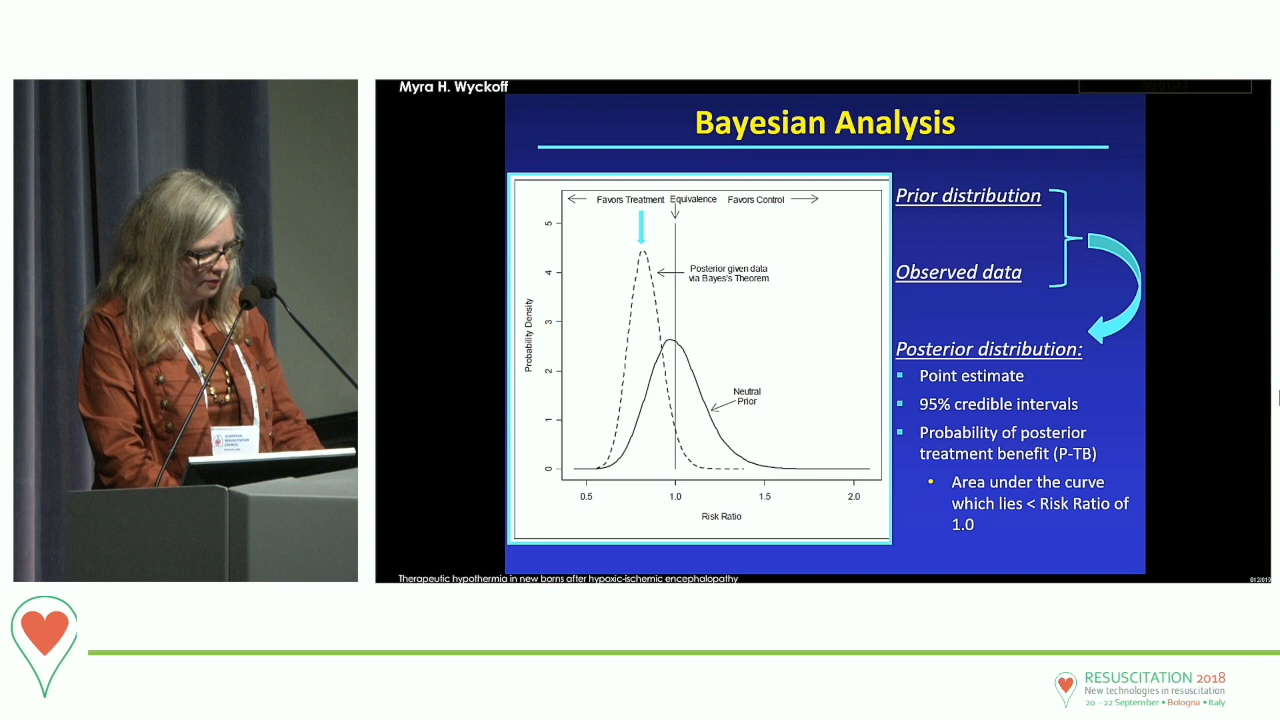 Myra H. Wyckoff
Bayesian Analysis
Favors Treatment
Equivalence
Favors Control
Posterior given data
via Bayes's Theorem
Neutral
Prior
Probability Density
0
1
2
3
4
5
0.5
1.0
1.5
2.0
Risk Ratio
Prior distribution
Observed data
Posterior distribution:
Point estimate
95% credible intervals
Probability of posterior
treatment benefit (P-TB)
Area under the curve
which lies < Risk Ratio of
1.0
Therapeutic hypothermia in new borns after hypoxic-ischemic encephalopathy
EUROPEAN
RESUSCITATION
COUNCIL
RESUSCITATION 2018
New technologies in resuscitation
20 - 22 September • Bologna • Italy